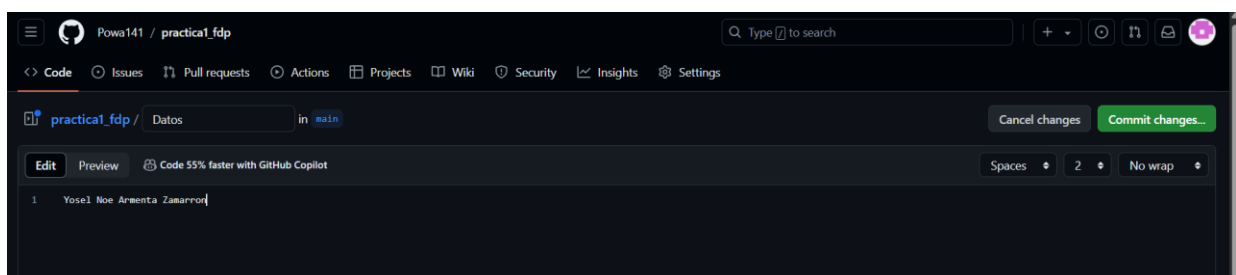 Powa141 / practica1_fdp
Type / to search
<> Code Issues Pull requests Actions Projects Wiki Security Insights Settings
practica1_fdp / Datos in main
Cancel changes Commit changes...
Edit Preview Code 55% faster with GitHub Copilot
Spaces 2 No wrap
1 Yosel Noe Armenta Zamarron